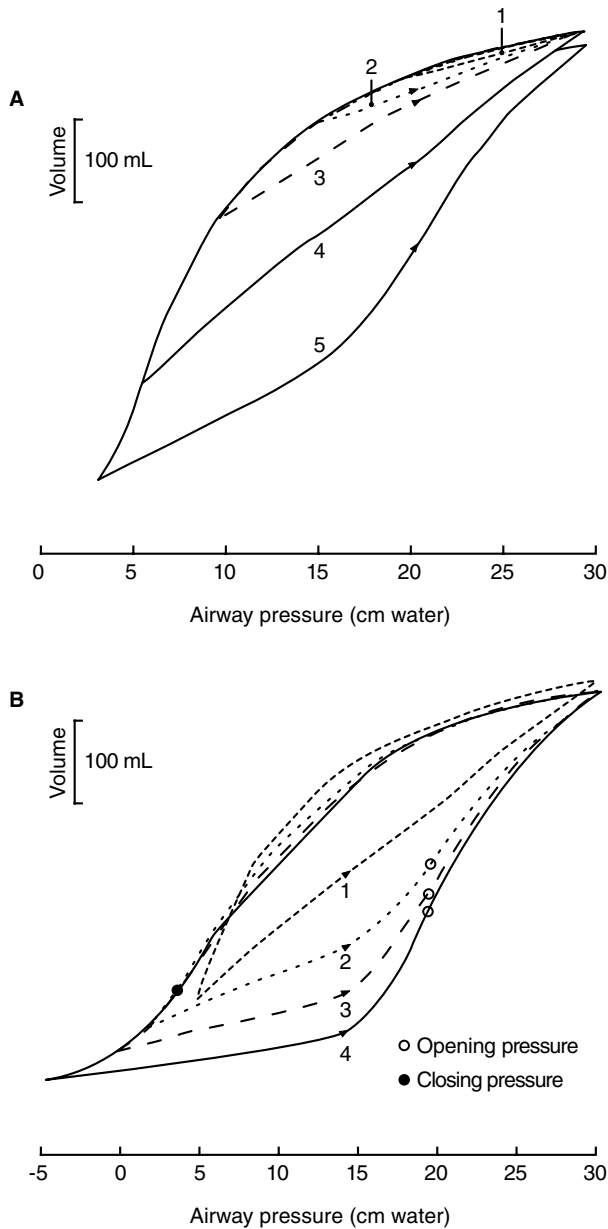 A
1
2
Volume
100 mL
3
4
5
0 5 10 15 20 25 30
Airway pressure (cm water)
B
Volume
100 mL
1
2
3
4
Opening pressure
Closing pressure
-5 0 5 10 15 20 25 30
Airway pressure (cm water)